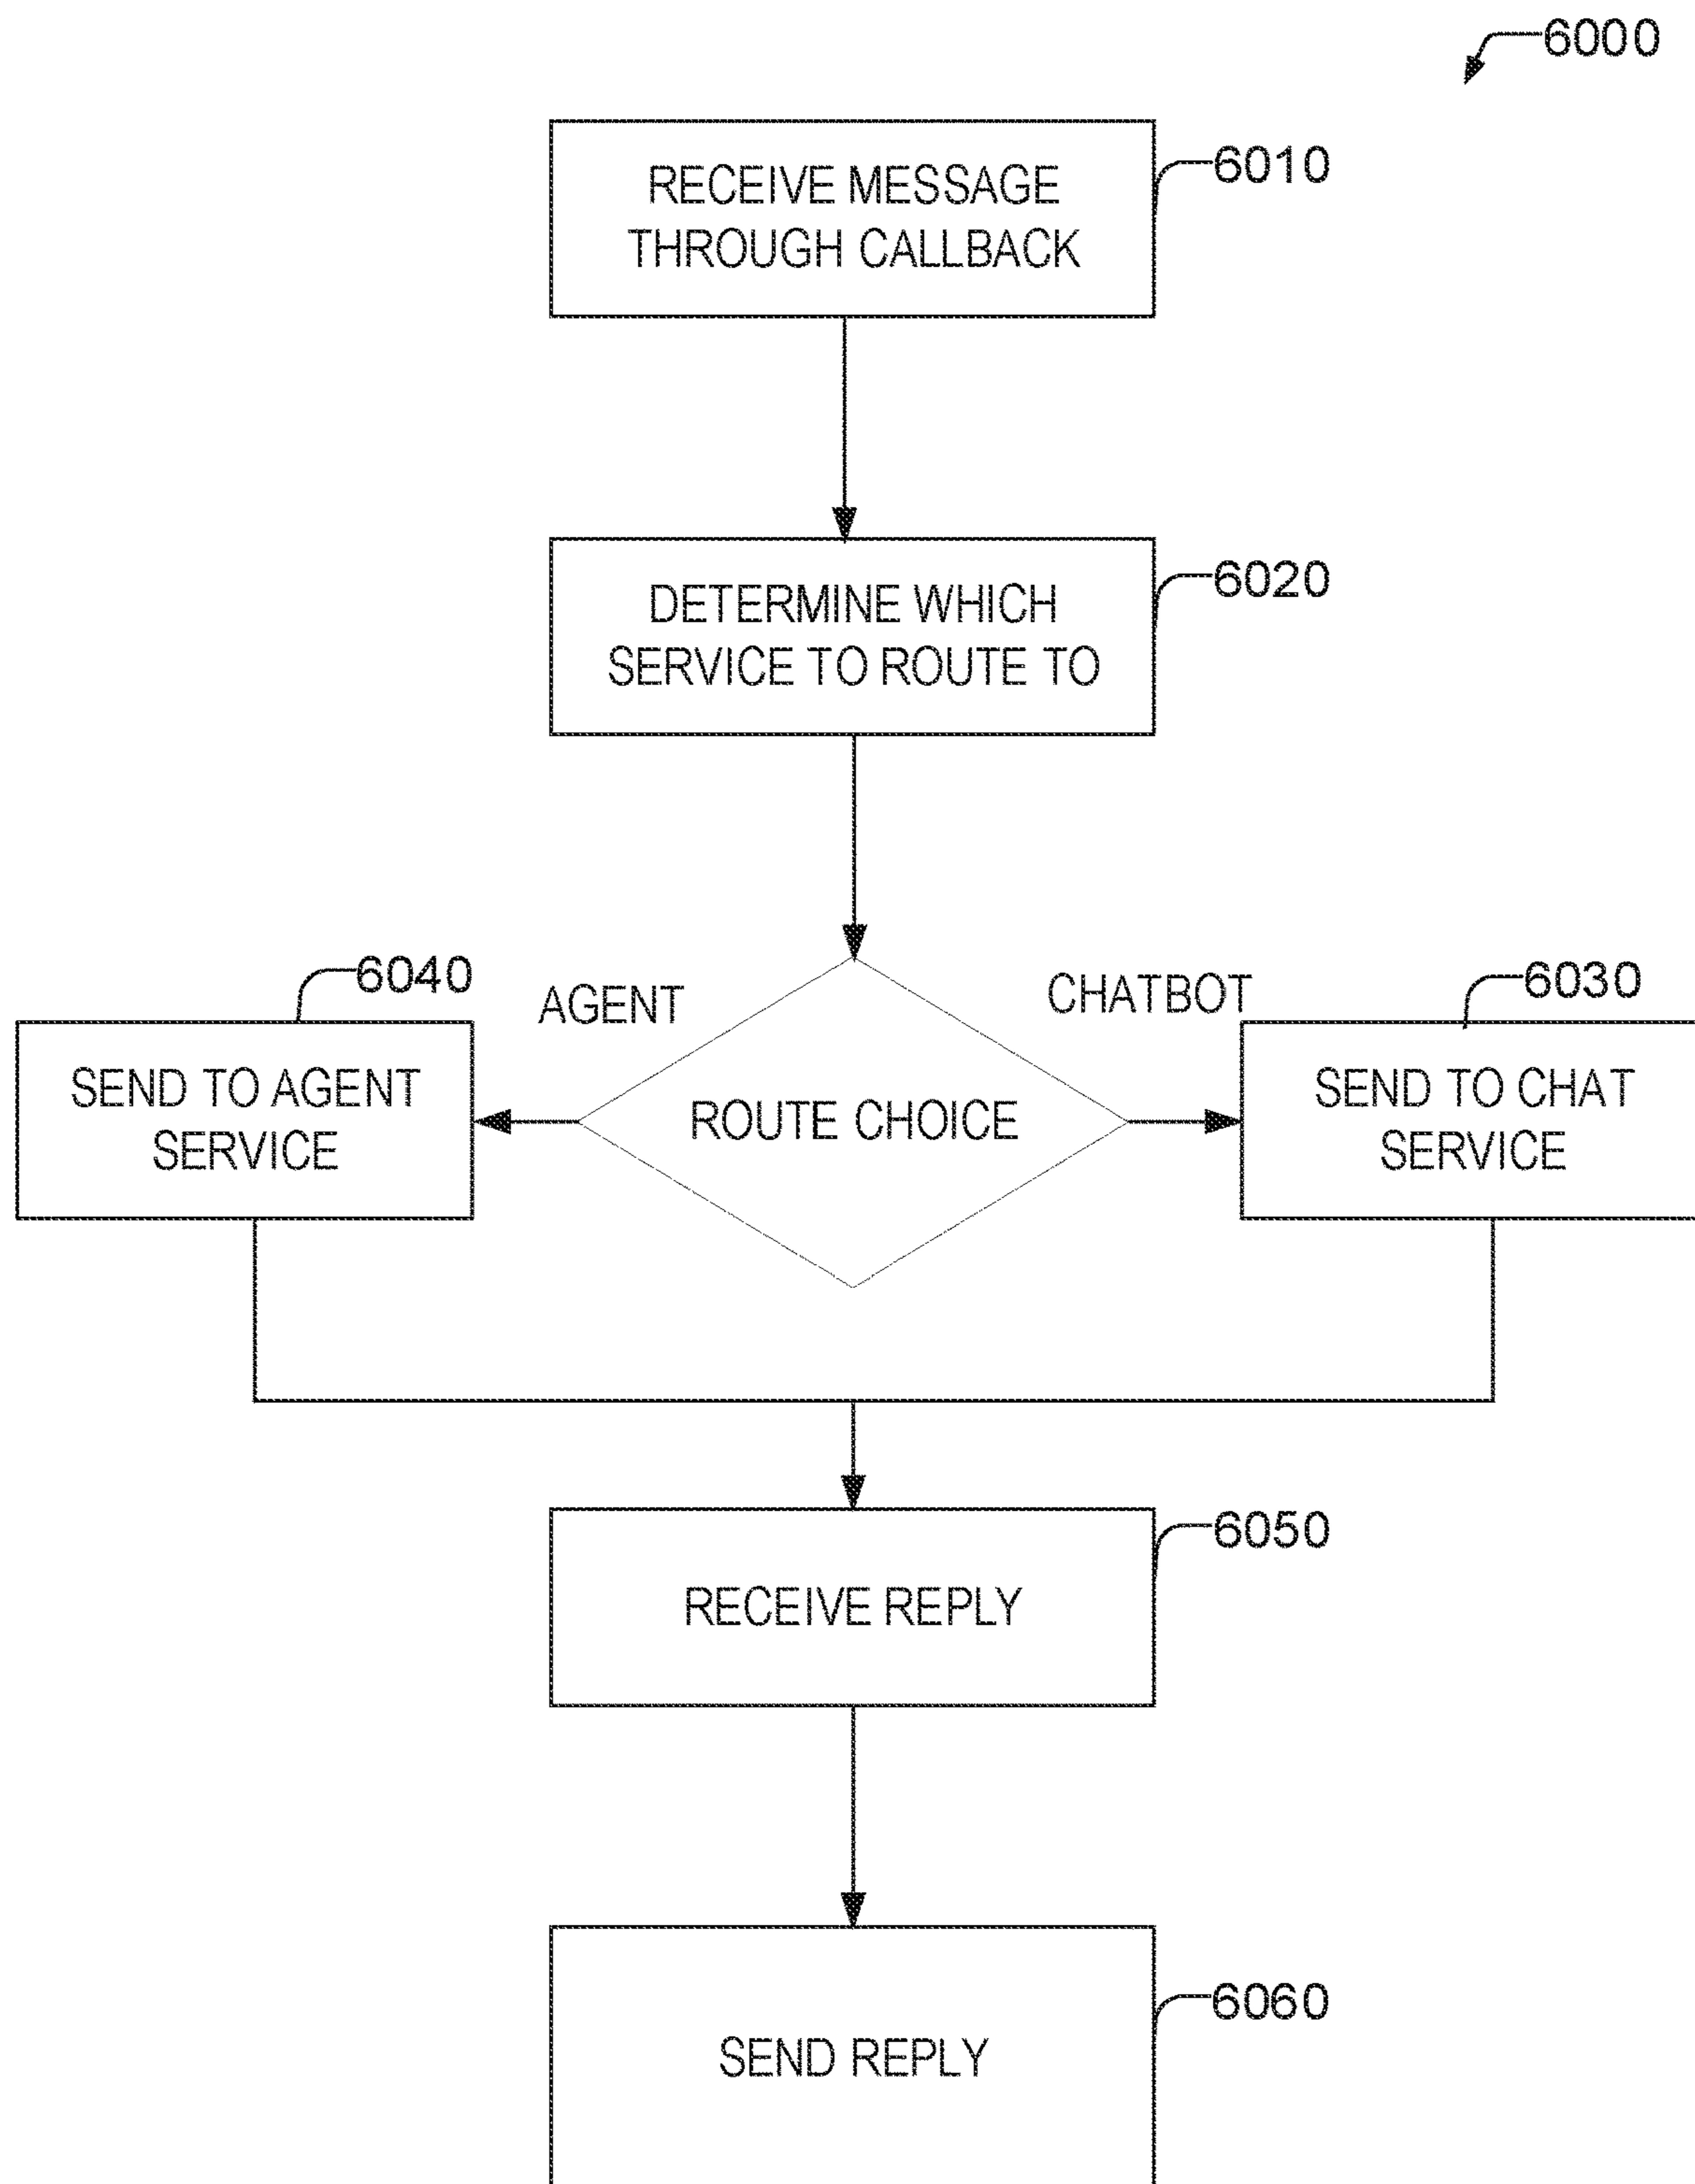 6000
RECEIVE MESSAGE
THROUGH CALLBACK
6010
DETERMINE WHICH
SERVICE TO ROUTE TO
6020
6040
AGENT
CHATBOT
6030
SEND TO AGENT
SERVICE
ROUTE CHOICE
SEND TO CHAT
SERVICE
6050
RECEIVE REPLY
6060
SEND REPLY